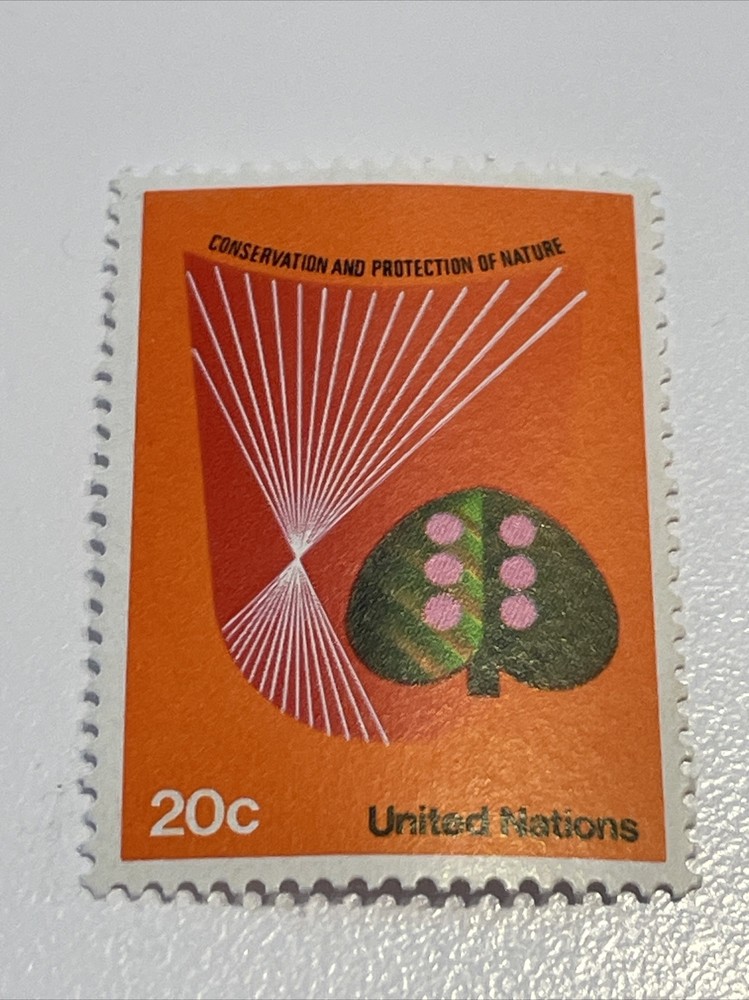 CONSERVATION AND PROTECTION OF NATURE
20c
United Nations